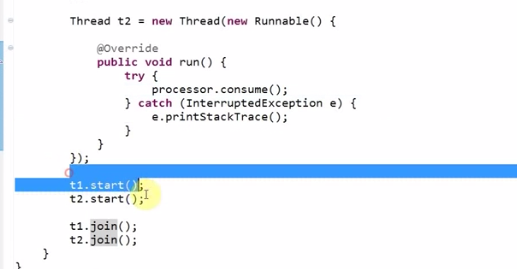 Thread t2 = new Thread(new Runnable() {
@Override
public void run() {
try {
processor.consume();
} catch (InterruptedException e) {
e.printStackTrace();
}
}
});
t1.start();
t2.start();
t1.join();
t2.join();
}
}